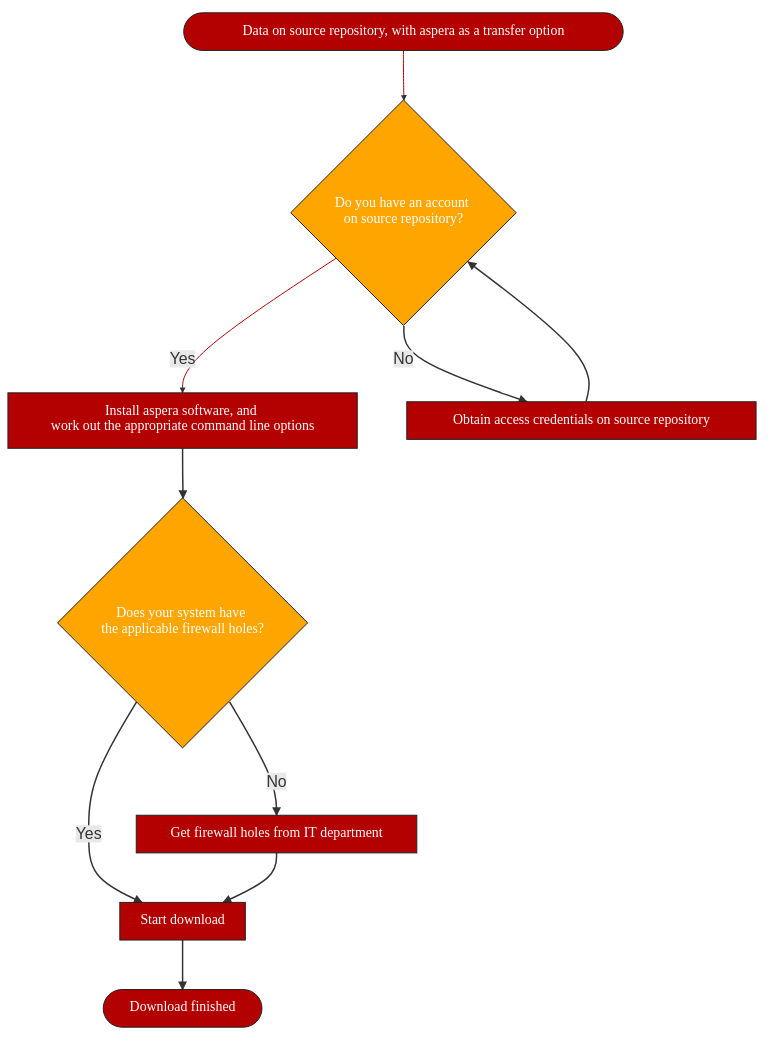 Data on source repository, with aspera as a transfer option
Do you have an account
on source repository?
Yes
No
Install aspera software, and
work out the appropriate command line options
Obtain access credentials on source repository
Does your system have
the applicable firewall holes?
No
Yes
Get firewall holes from IT department
Start download
Download finished